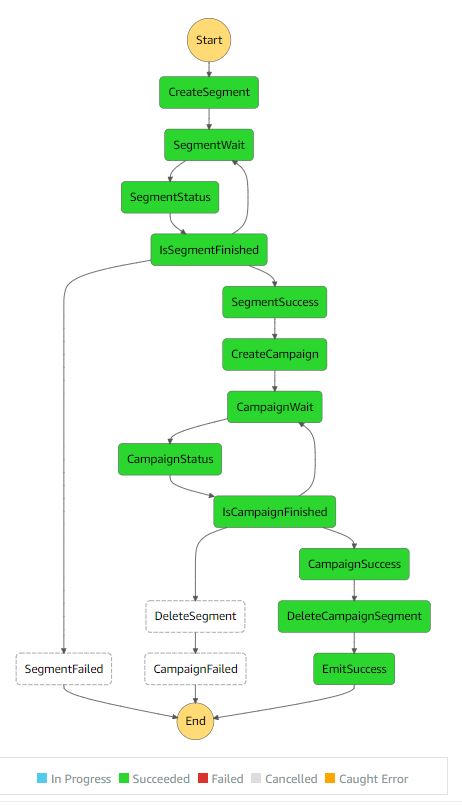 Start
CreateSegment
SegmentWait
SegmentStatus
IsSegmentFinished
SegmentSuccess
CreateCampaign
CampaignWait
CampaignStatus
IsCampaignFinished
CampaignSuccess
DeleteSegment
DeleteCampaignSegment
SegmentFailed
CampaignFailed
EmitSuccess
End
In Progress Succeeded Failed Cancelled Caught Error